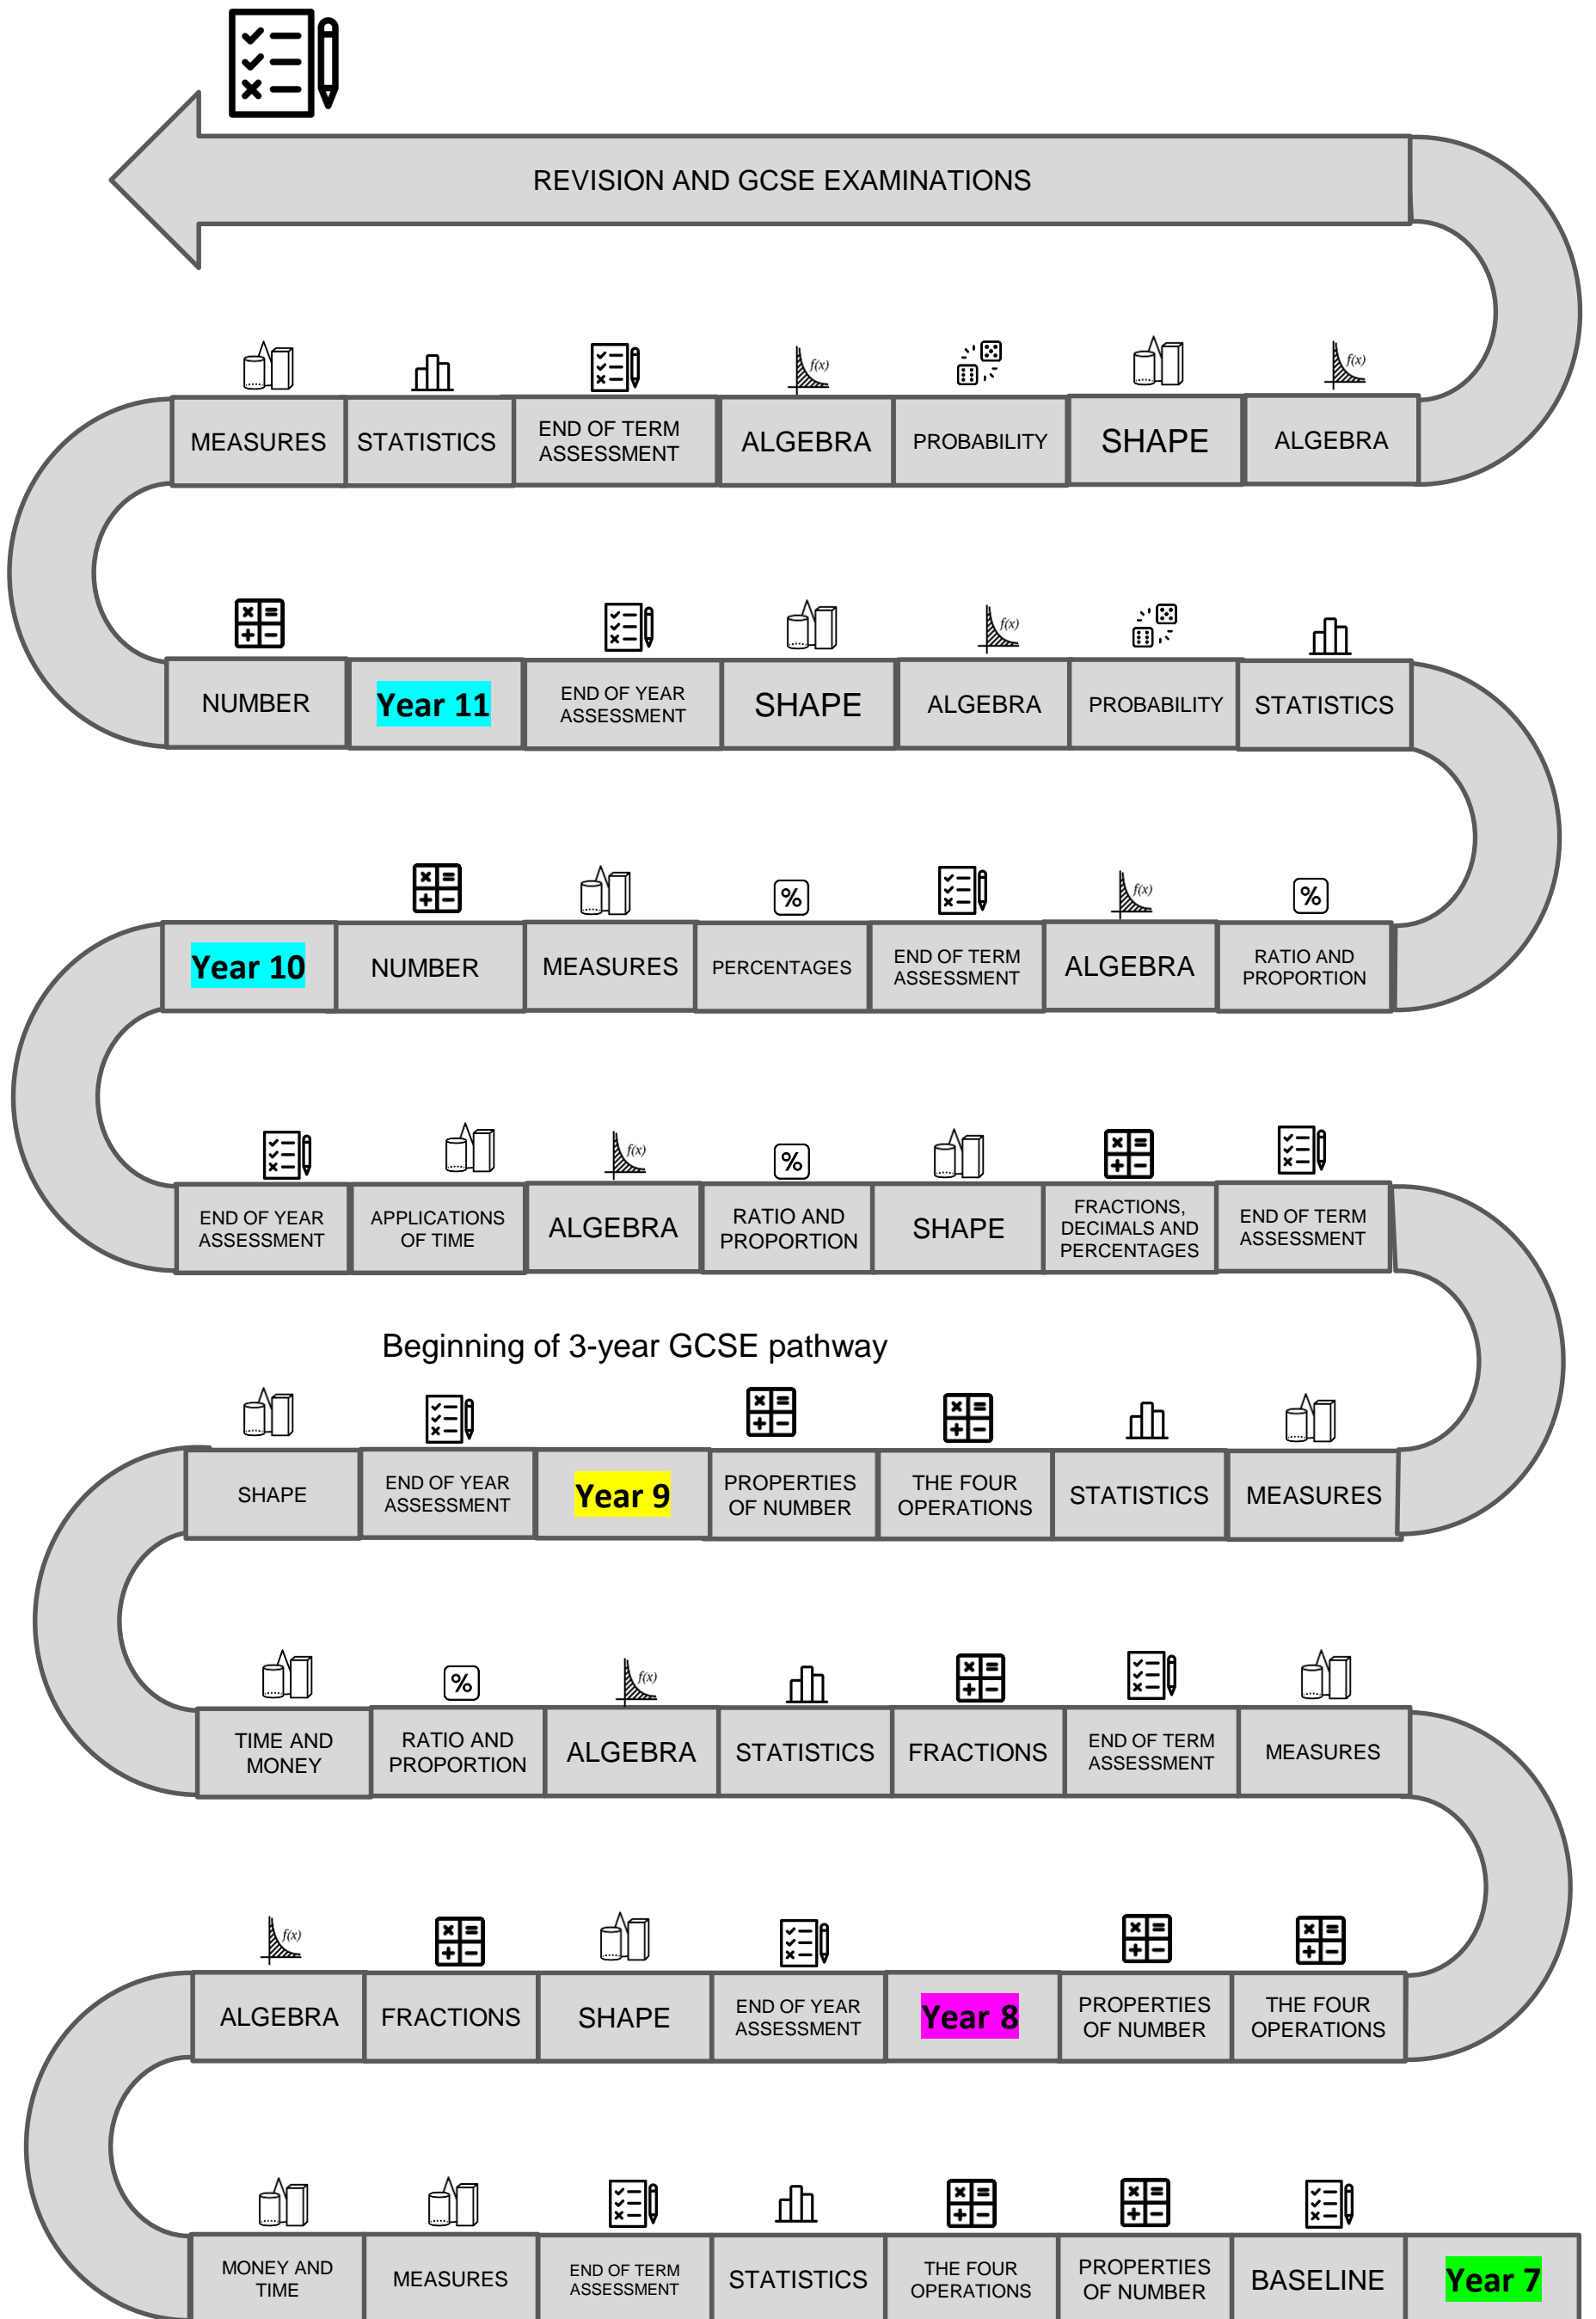 REVISION AND GCSE EXAMINATIONS
f(x)
f(x)
MEASURES
STATISTICS
END OF TERM
ASSESSMENT
ALGEBRA
PROBABILITY
SHAPE
ALGEBRA
f(x)
NUMBER
Year 11
END OF YEAR
ASSESSMENT
SHAPE
ALGEBRA
PROBABILITY
STATISTICS
%
f(x)
%
Year 10
NUMBER
MEASURES
PERCENTAGES
END OF TERM
ASSESSMENT
ALGEBRA
RATIO AND
PROPORTION
f(x)
%
END OF YEAR
ASSESSMENT
APPLICATIONS
OF TIME
ALGEBRA
RATIO AND
PROPORTION
SHAPE
FRACTIONS,
DECIMALS AND
PERCENTAGES
END OF TERM
ASSESSMENT
Beginning of 3-year GCSE pathway
SHAPE
END OF YEAR
ASSESSMENT
Year 9
PROPERTIES
OF NUMBER
THE FOUR
OPERATIONS
STATISTICS
MEASURES
%
f(x)
TIME AND
MONEY
RATIO AND
PROPORTION
ALGEBRA
STATISTICS
FRACTIONS
END OF TERM
ASSESSMENT
MEASURES
f(x)
ALGEBRA
FRACTIONS
SHAPE
END OF YEAR
ASSESSMENT
Year 8
PROPERTIES
OF NUMBER
THE FOUR
OPERATIONS
MONEY AND
TIME
MEASURES
END OF TERM
ASSESSMENT
STATISTICS
THE FOUR
OPERATIONS
PROPERTIES
OF NUMBER
BASELINE
Year 7